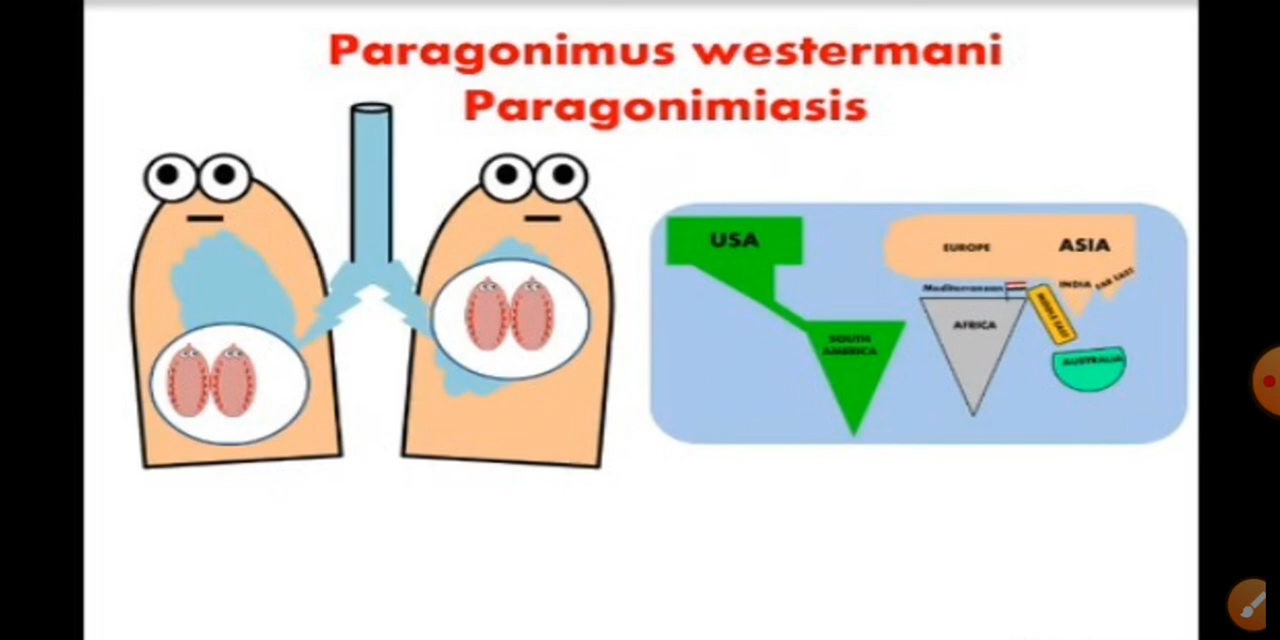 Paragonimus westermani
Paragonimiasis
USA
EUROPE
ASIA
INDIA
FAR EAST
Mediterranean
MIDDLE EAST
AFRICA
SOUTH
AMERICA
AUSTRALIA